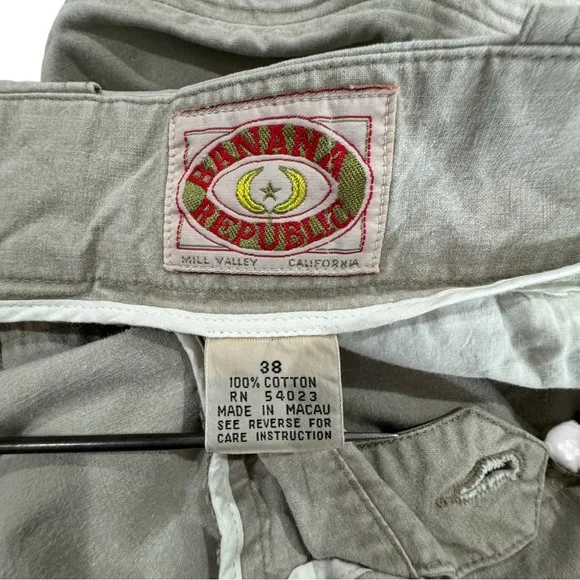 BANANA
REPUBLIC
MILL VALLEY CALIFORNIA
38
100% COTTON
RN 54023
MADE IN MACAU
SEE REVERSE FOR
CARE INSTRUCTION